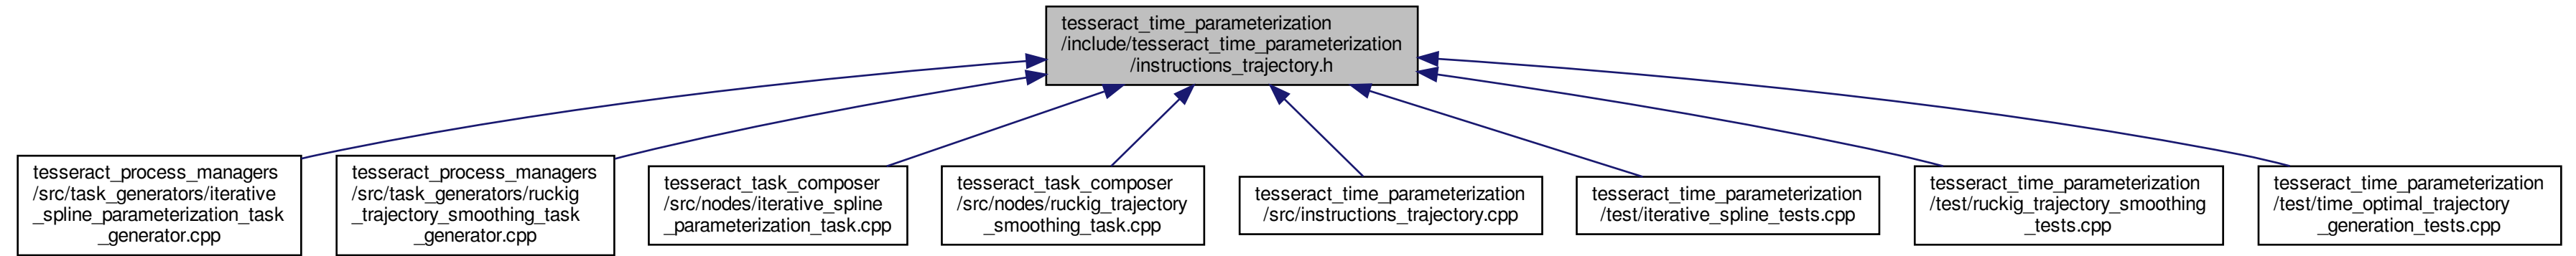 tesseract_time_parameterization
/include/tesseract_time_parameterization
/instructions_trajectory.h
tesseract_process_managers
/src/task_generators/iterative
_spline_parameterization_task
_generator.cpp
tesseract_process_managers
/src/task_generators/ruckig
_trajectory_smoothing_task
_generator.cpp
tesseract_task_composer
/src/nodes/iterative_spline
_parameterization_task.cpp
tesseract_task_composer
/src/nodes/ruckig_trajectory
_smoothing_task.cpp
tesseract_time_parameterization
/src/instructions_trajectory.cpp
tesseract_time_parameterization
/test/iterative_spline_tests.cpp
tesseract_time_parameterization
/test/ruckig_trajectory_smoothing
_tests.cpp
tesseract_time_parameterization
/test/time_optimal_trajectory
_generation_tests.cpp